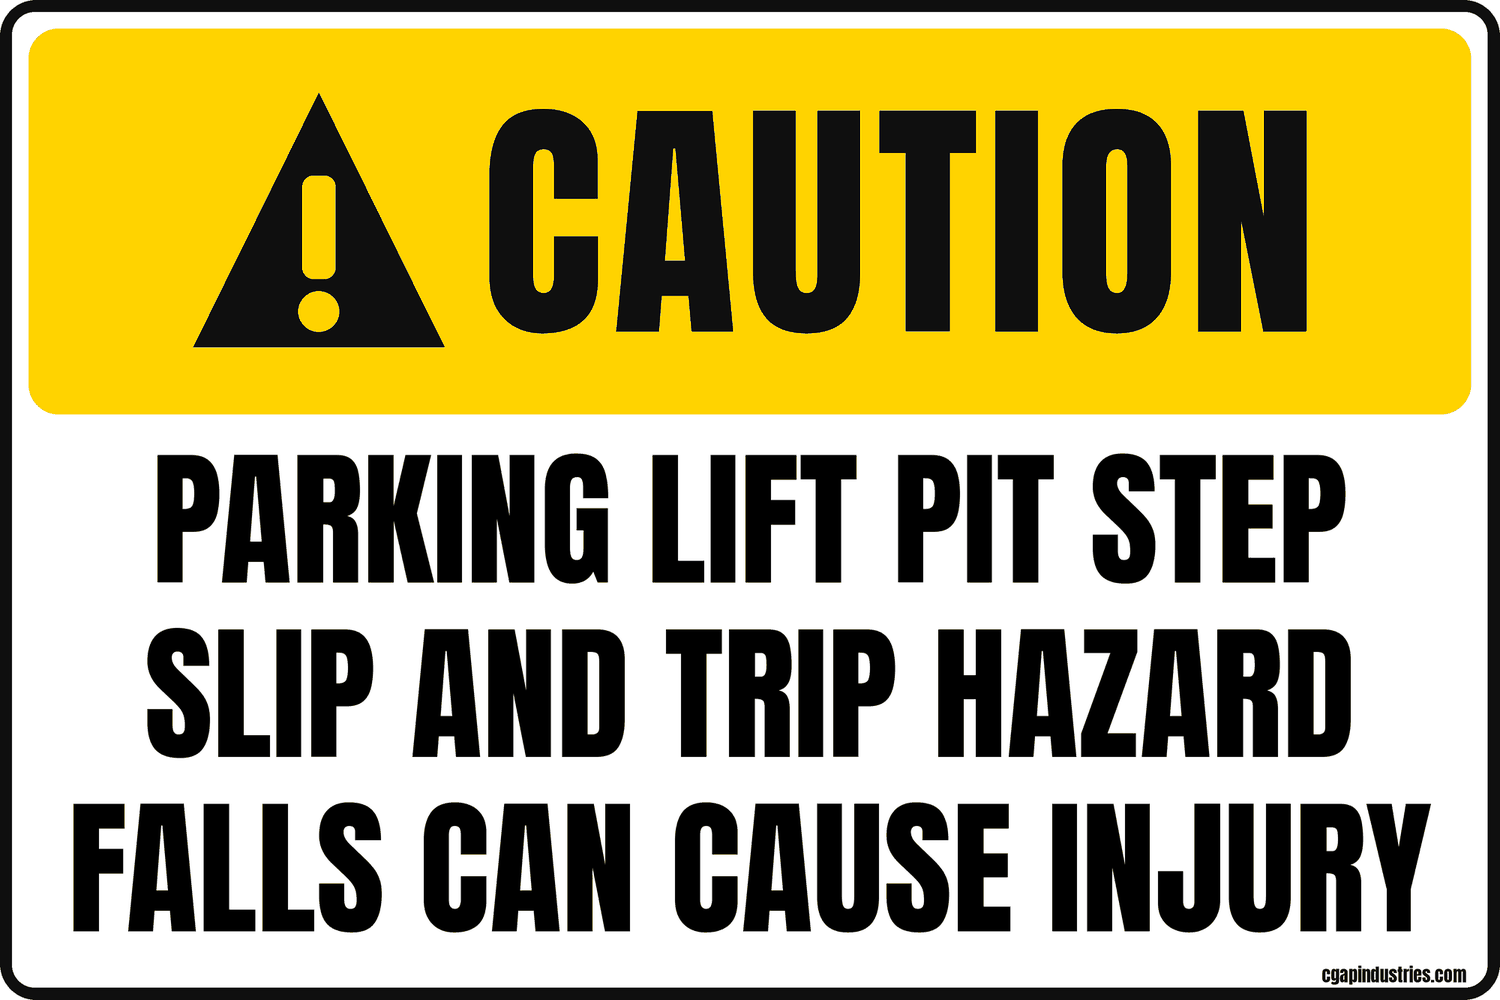 CAUTION
PARKING LIFT PIT STEP
SLIP AND TRIP HAZARD
FALLS CAN CAUSE INJURY
cgapindustries.com